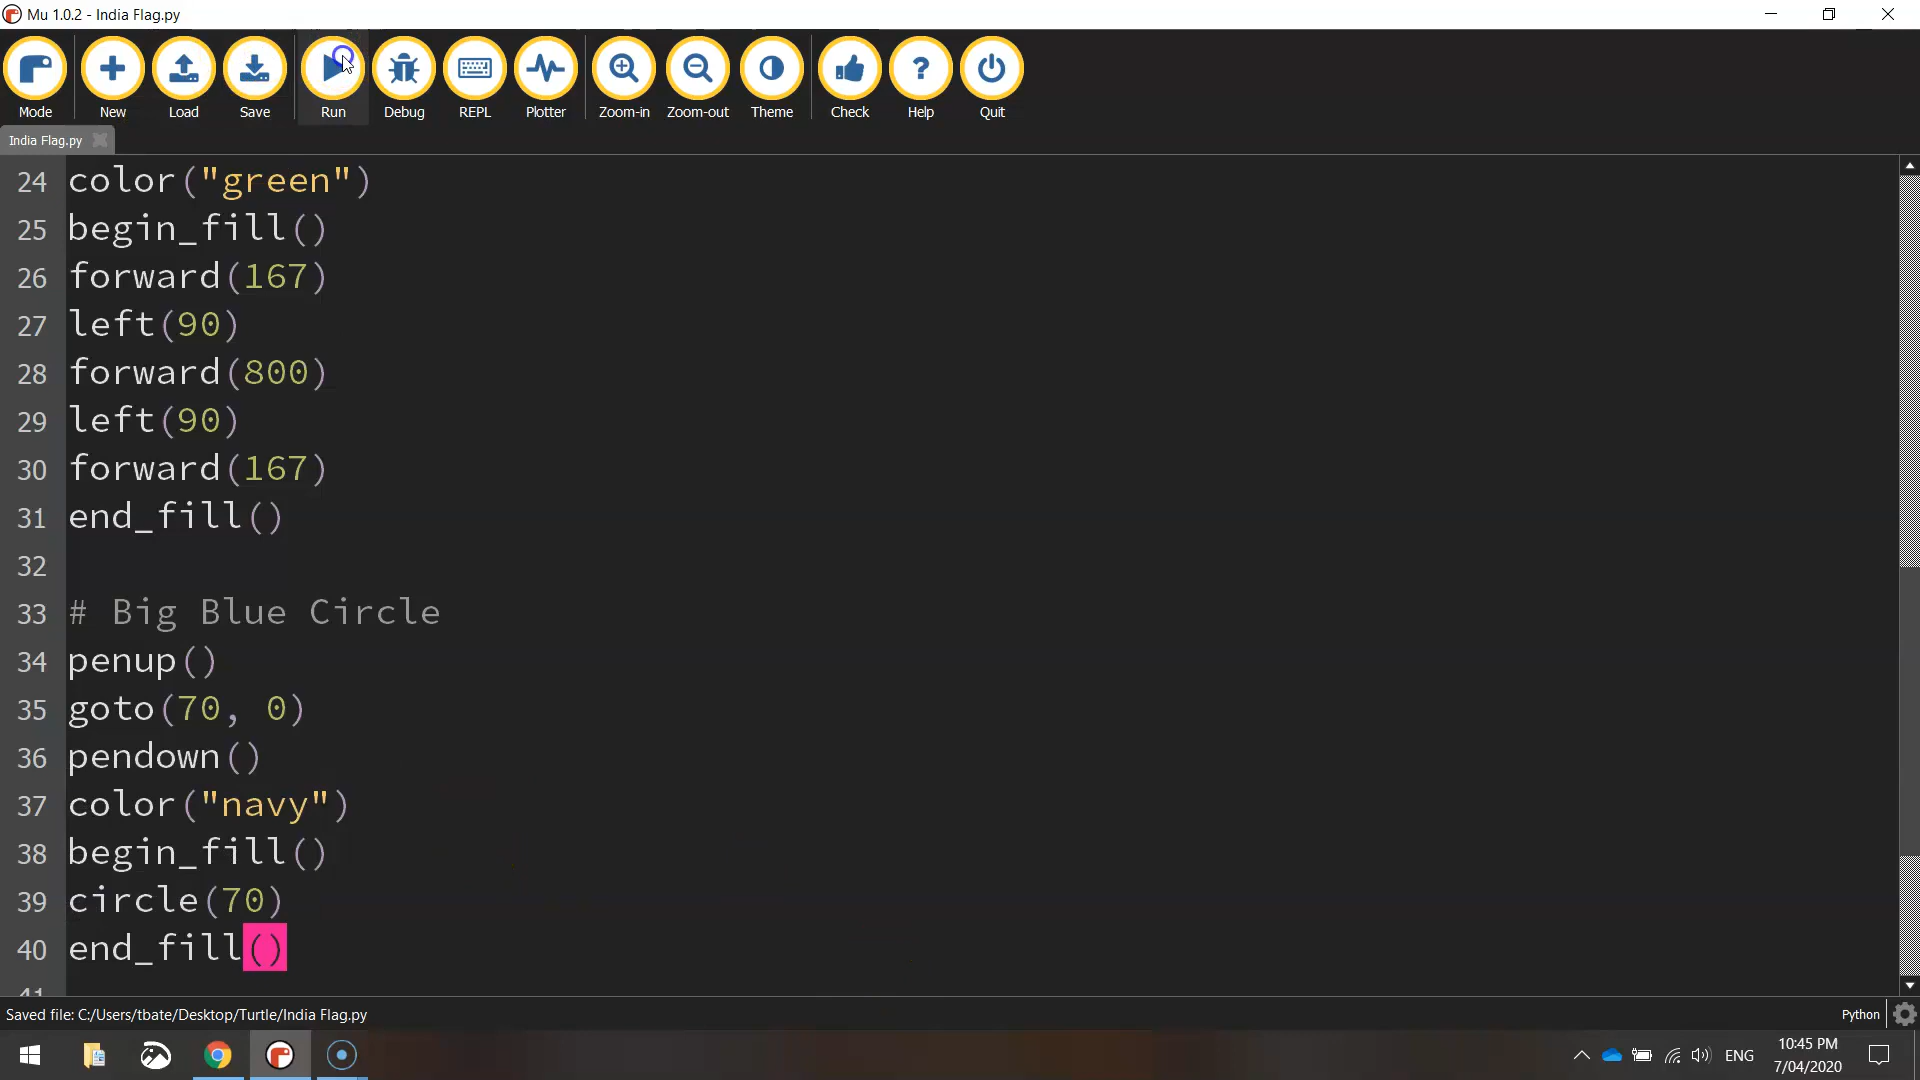 Mu 1.0.2 - India Flag.py
Mode New Load Save Run Debug REPL Plotter Zoom-in Zoom-out Theme Check Help Quit
India Flag.py
24 color("green")
25 begin_fill()
26 forward(167)
27 left(90)
28 forward(800)
29 left(90)
30 forward(167)
31 end_fill()
32
33 # Big Blue Circle
34 penup()
35 goto(70, 0)
36 pendown()
37 color("navy")
38 begin_fill()
39 circle(70)
40 end_fill()
41
Saved file: C:/Users/tbate/Desktop/Turtle/India Flag.py
Python
ENG
10:45 PM
7/04/2020